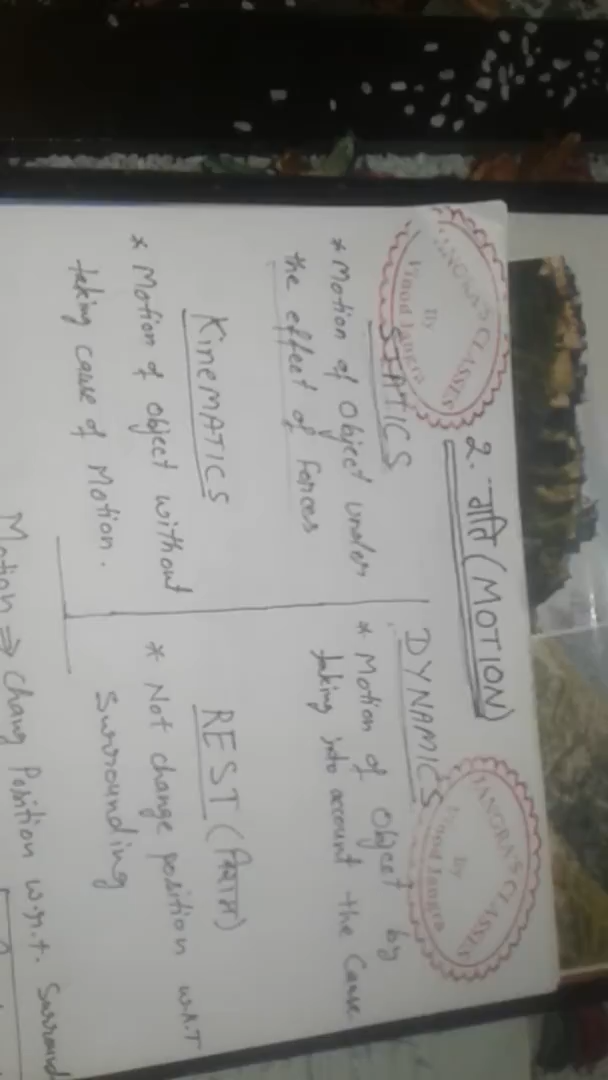 2. गति (MOTION)
JANGRA'S CLASSES
By
Vinod Jangra
STATICS
* Motion of Object under
the effect of Forces
DYNAMICS
* Motion of Object by
taking into account the Cause
JANGRA'S CLASSES
By
Vinod Jangra
KINEMATICS
* Motion of Object without
taking cause of Motion.
REST (विराम)
* Not change position w.r.t
Surrounding
Motion ⇒ Chang Position w.r.t. Surround